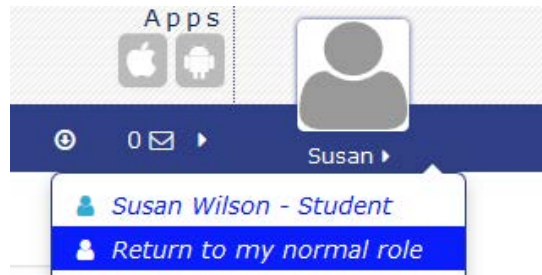 Apps
0
Susan
Susan Wilson - Student
Return to my normal role